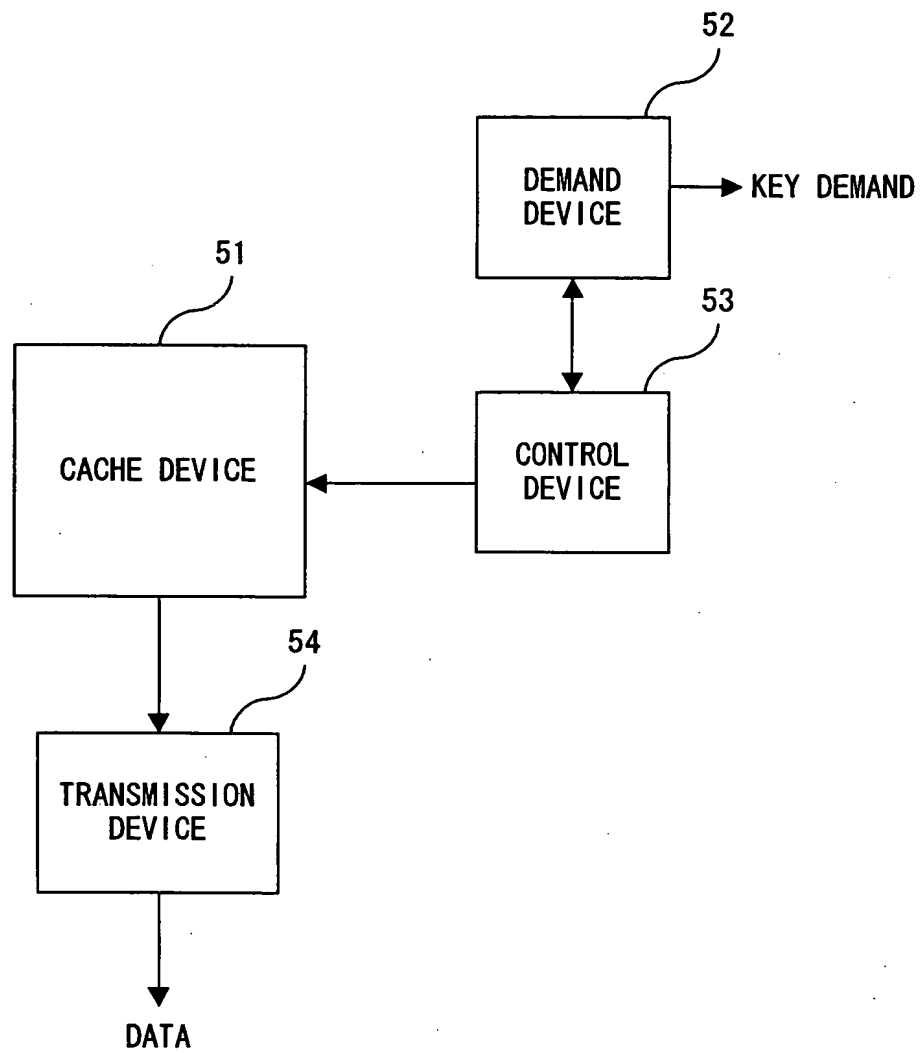 52
DEMAND
DEVICE
KEY DEMAND
51
53
CACHE DEVICE
CONTROL
DEVICE
54
TRANSMISSION
DEVICE
DATA